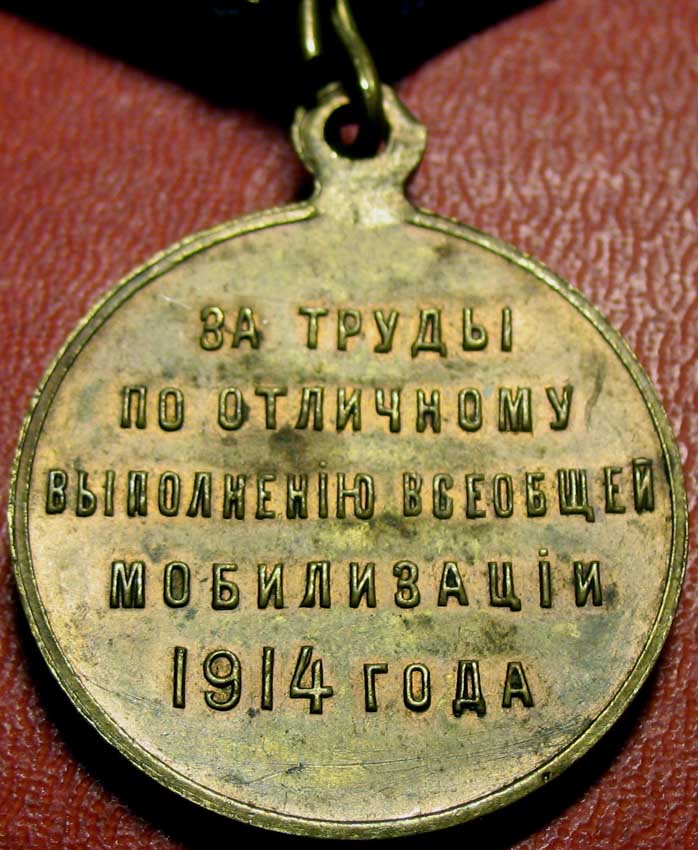 ЗА ТРУДЫ
ПО ОТЛИЧНОМУ
ВЫПОЛНЕНІЮ ВСЕОБЩЕЙ
МОБИЛИЗАЦІИ
1914 ГОДА